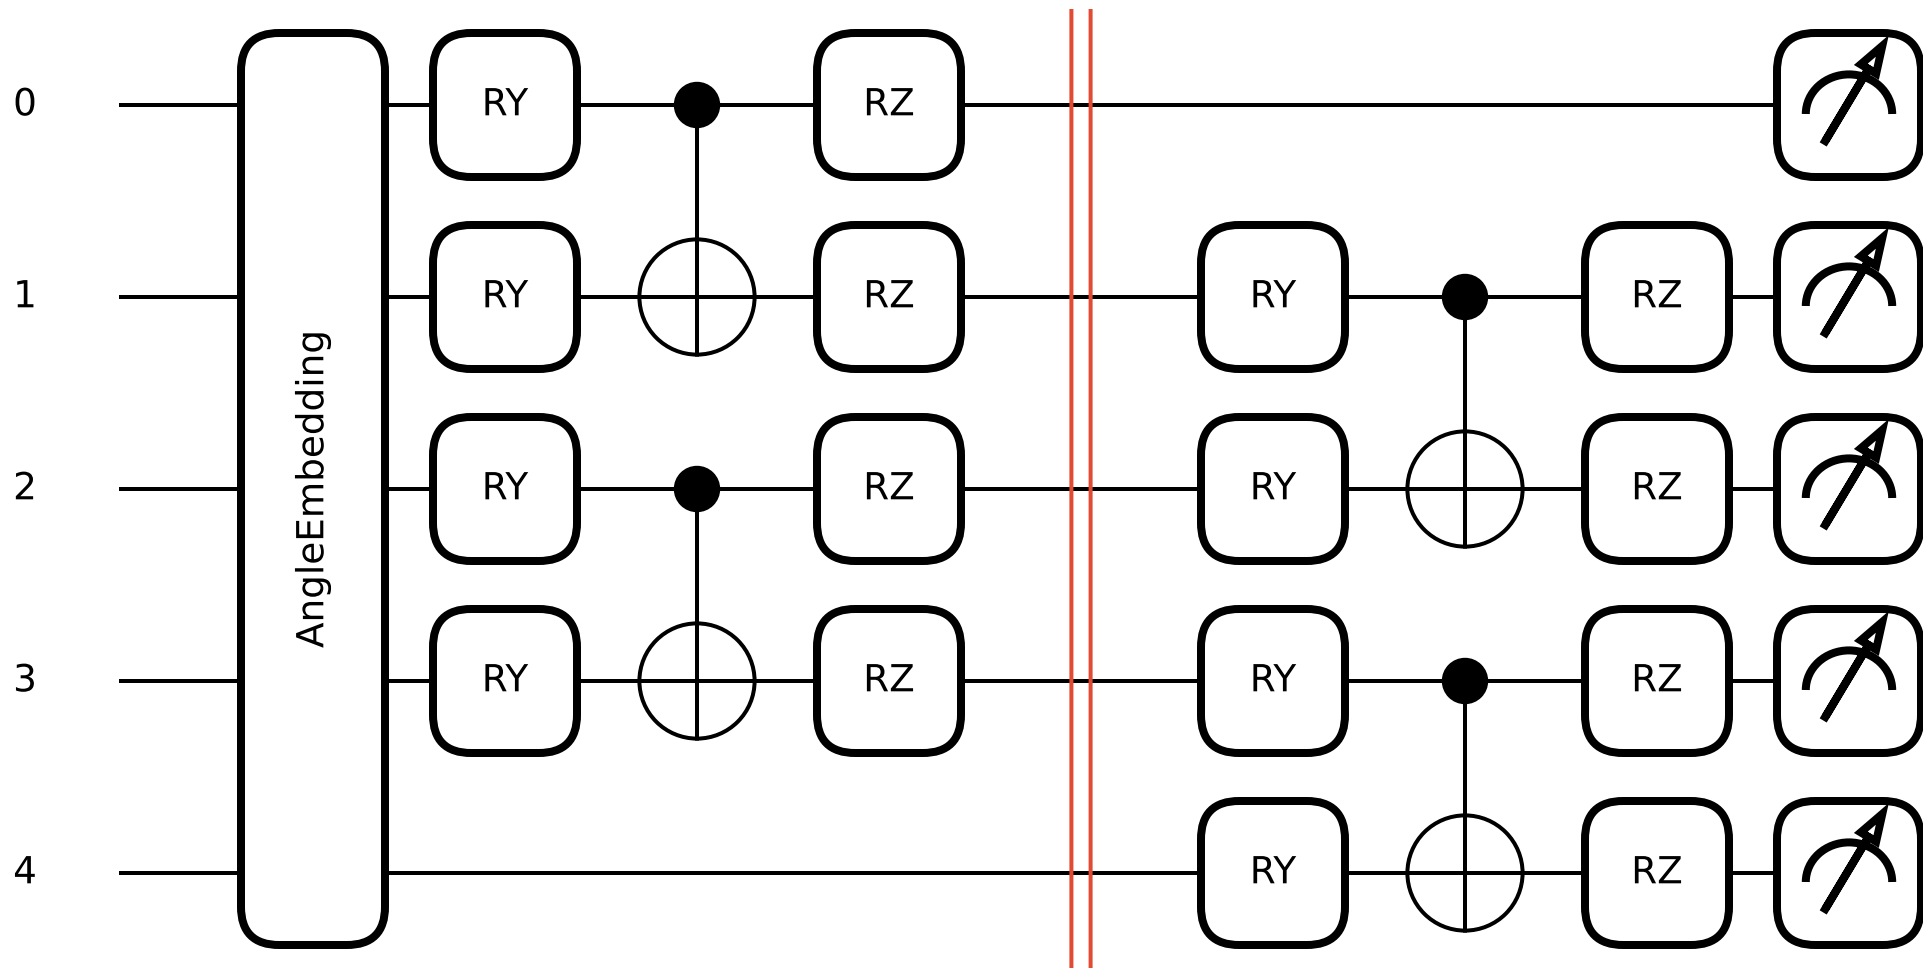 0 RY RZ
1 RY RZ RY RZ
AngleEmbedding
2 RY RZ RY RZ
3 RY RZ RY RZ
4 RY RZ